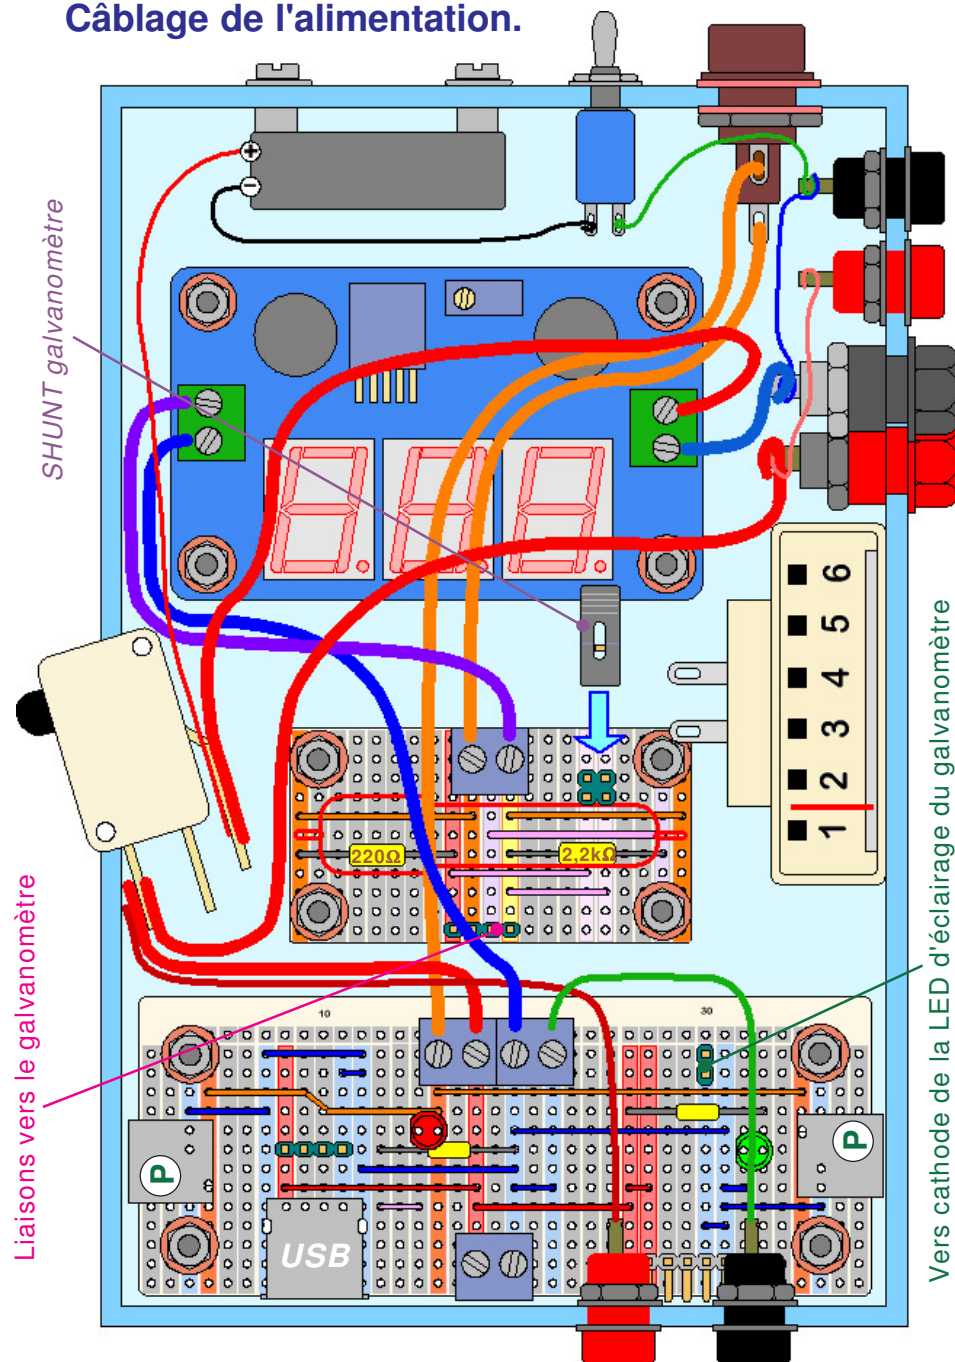 Câblage de l'alimentation.
+
−
SHUNT galvanomètre
6
5
4
3
2
1
220Ω
2,2kΩ
Liaisons vers le galvanomètre
Vers cathode de la LED d'éclairage du galvanomètre
10
30
P
P
USB